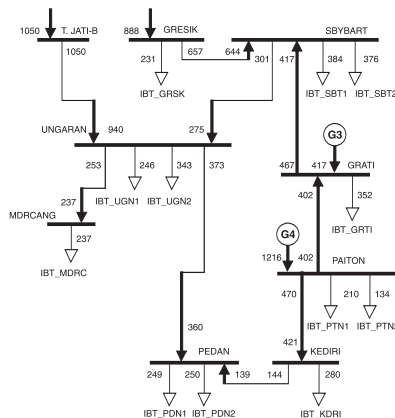 1050 T. JATI-B 888 GRESIK SBYBART
1050 231 657 644 301 417 384 376
IBT_GRSK IBT_SBT1 IBT_SBT2
UNGARAN 940 275 G3
467 417 GRATI
253 246 343 373 402 352
IBT_UGN1 IBT_UGN2
237 IBT_GRTI
MDRCANG G4
237 1216 402 PAITON
IBT_MDRC 470 210 134
IBT_PTN1 IBT_PTN2
360 421
PEDAN KEDIRI
249 250 139 144 280
IBT_PDN1 IBT_PDN2 IBT_KDRI